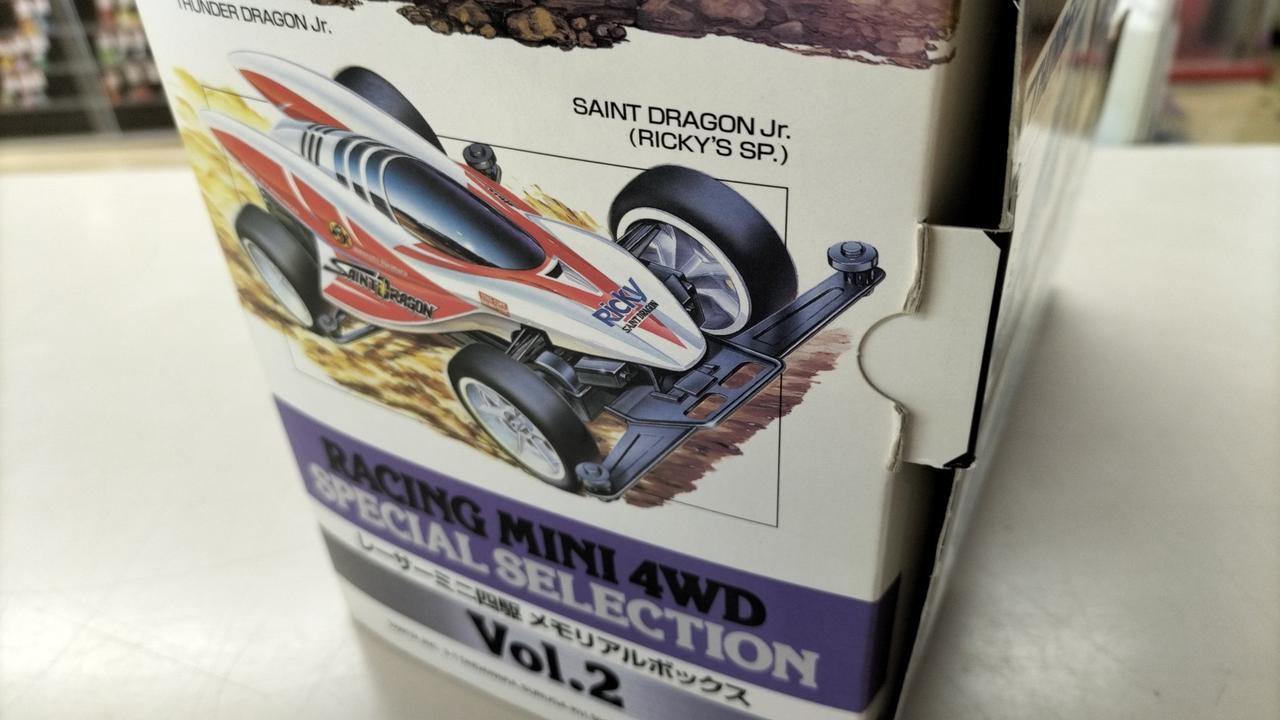 THUNDER DRAGON Jr.
SAINT DRAGON Jr.
(RICKY'S SP.)
SAINT DRAGON
RICKY
SAINT DRAGON
RACING MINI 4WD
SPECIAL SELECTION
レーサーミニ四駆 メモリアルボックス
Vol.2